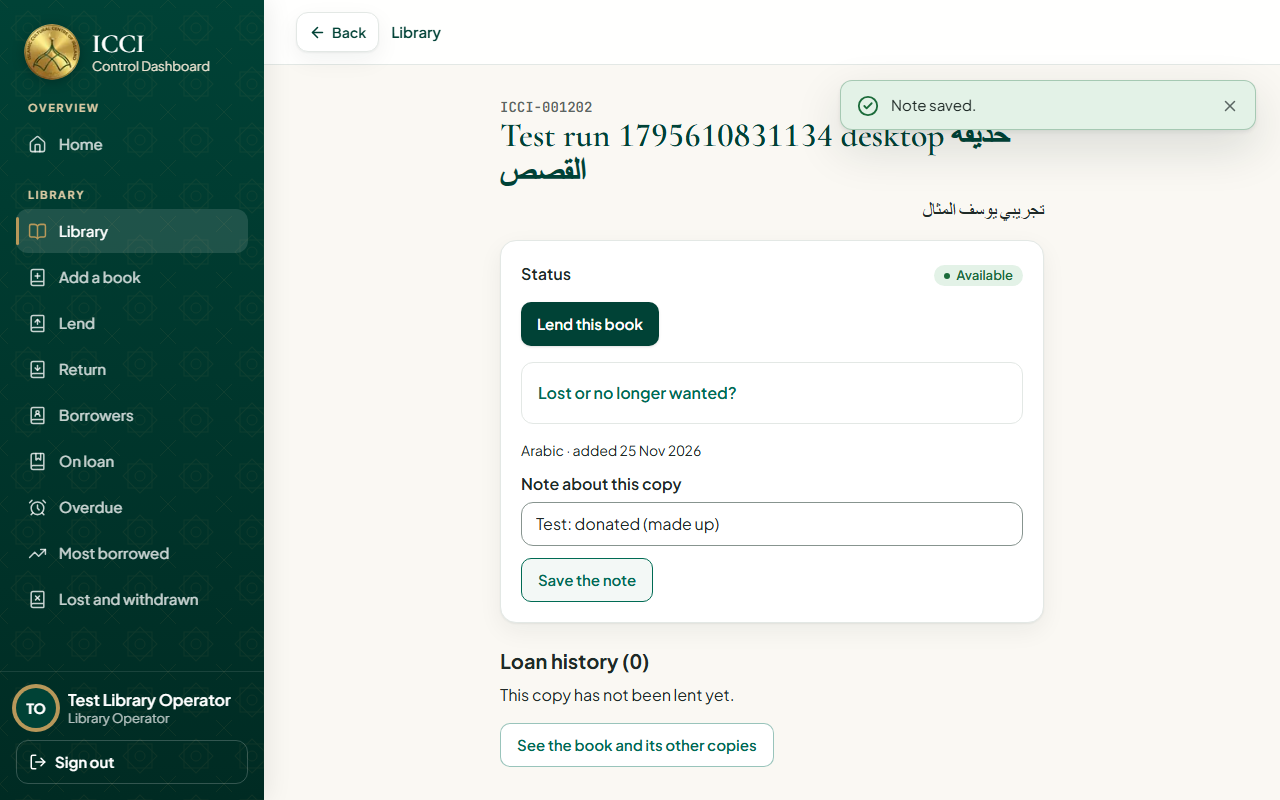 ICCI
Control Dashboard
OVERVIEW
Home
LIBRARY
Library
Add a book
Lend
Return
Borrowers
On loan
Overdue
Most borrowed
Lost and withdrawn
TO
Test Library Operator
Library Operator
Sign out
Back
Library
Note saved.
ICCI-001202
Test run 1795610831134 desktop حذيفة
القصص
تجريبي يوسف المثال
Status
Available
Lend this book
Lost or no longer wanted?
Arabic · added 25 Nov 2026
Note about this copy
Test: donated (made up)
Save the note
Loan history (0)
This copy has not been lent yet.
See the book and its other copies